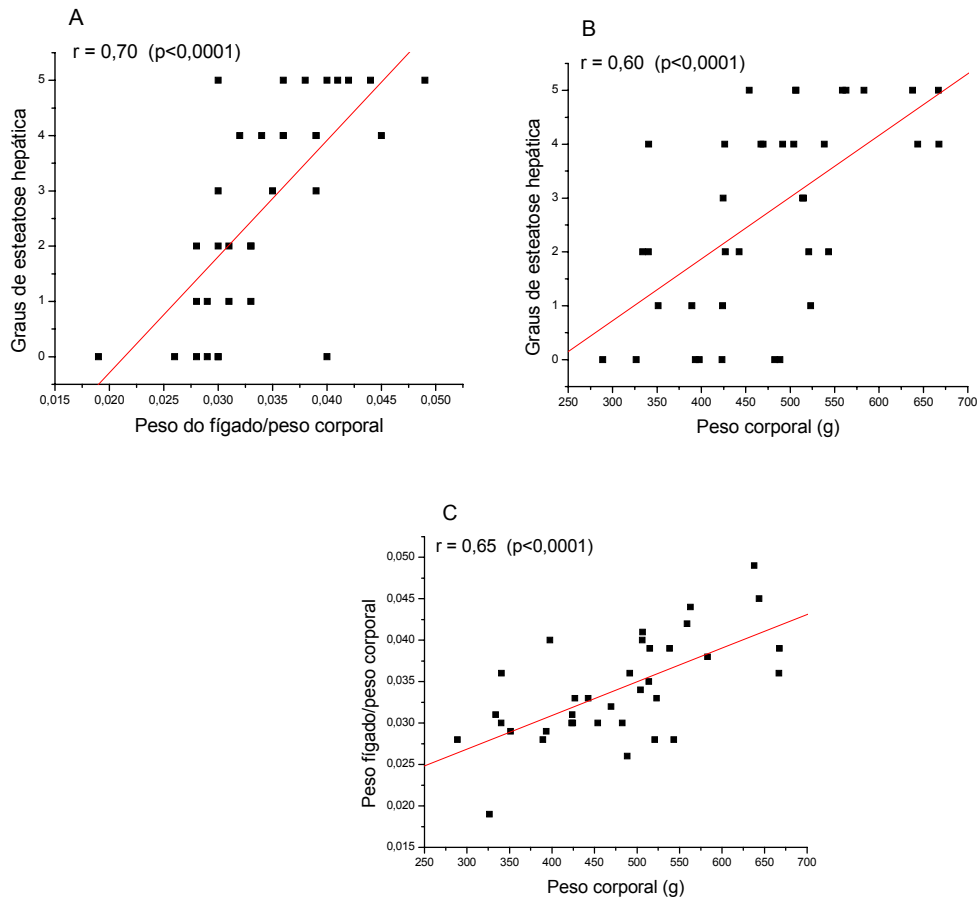 A
r = 0,70 (p<0,0001)
5
4
3
2
1
0
Graus de esteatose hepática
0,015 0,020 0,025 0,030 0,035 0,040 0,045 0,050
Peso do fígado/peso corporal
B
r = 0,60 (p<0,0001)
5
4
3
2
1
0
Graus de esteatose hepática
250 300 350 400 450 500 550 600 650 700
Peso corporal (g)
C
r = 0,65 (p<0,0001)
0,050
0,045
0,040
0,035
0,030
0,025
0,020
0,015
Peso fígado/peso corporal
250 300 350 400 450 500 550 600 650 700
Peso corporal (g)